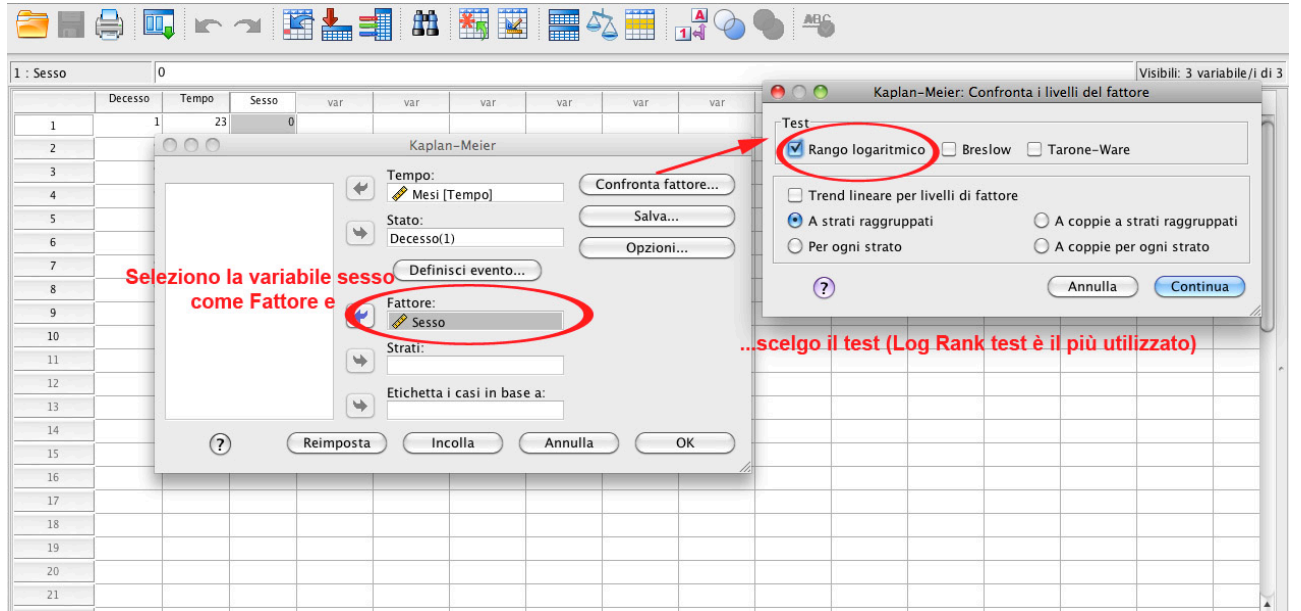 1 : Sesso 0 Visibili: 3 variabile/i di 3
Decesso Tempo Sesso var var var var var var
1 1 23 0
2
3
4
5
6
7
8
9
10
11
12
13
14
15
16
17
18
19
20
21
Kaplan-Meier
Tempo:
Mesi [Tempo]
Stato:
Decesso(1)
Definisci evento...
Fattore:
Sesso
Strati:
Etichetta i casi in base a:
Confronta fattore...
Salva...
Opzioni...
? Reimposta Incolla Annulla OK
Seleziono la variabile sesso
come Fattore e
Kaplan-Meier: Confronta i livelli del fattore
Test
Rango logaritmico Breslow Tarone-Ware
Trend lineare per livelli di fattore
A strati raggruppati A coppie a strati raggruppati
Per ogni strato A coppie per ogni strato
? Annulla Continua
...scelgo il test (Log Rank test è il più utilizzato)
A
1
ABC